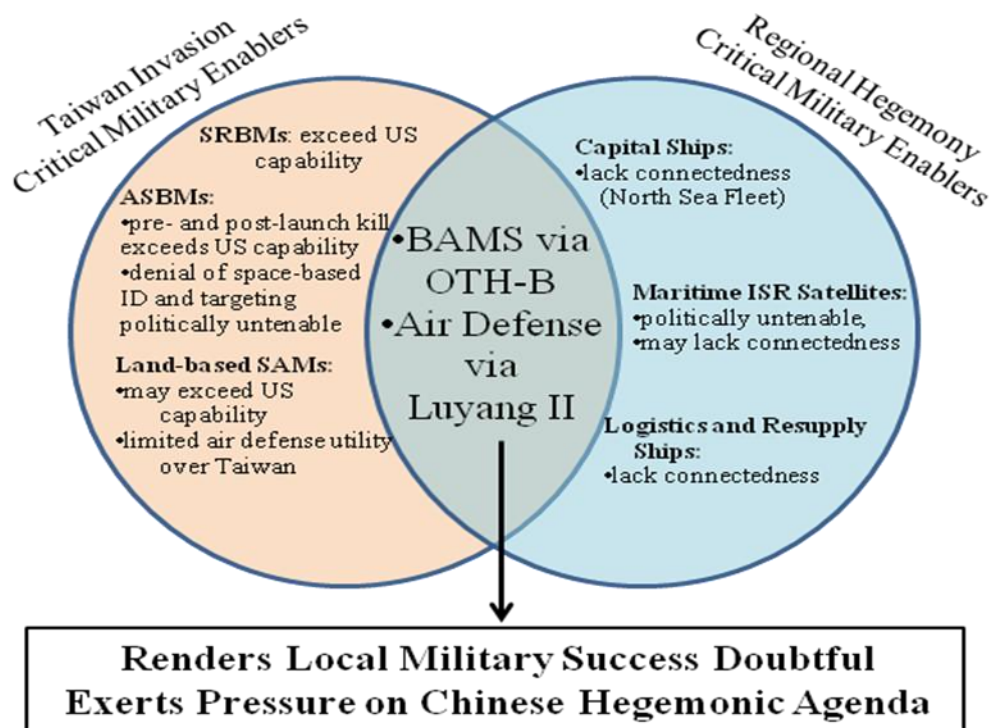 Taiwan Invasion
Critical Military Enablers
Regional Hegemony
Critical Military Enablers
SRBMs: exceed US
capability
ASBMs:
•pre- and post-launch kill
exceeds US capability
•denial of space-based
ID and targeting
politically untenable
Land-based SAMs:
•may exceed US
capability
•limited air defense utility
over Taiwan
•BAMS via
OTH-B
•Air Defense
via
Luyang II
Capital Ships:
•lack connectedness
(North Sea Fleet)
Maritime ISR Satellites:
•politically untenable,
•may lack connectedness
Logistics and Resupply
Ships:
•lack connectedness
Renders Local Military Success Doubtful
Exerts Pressure on Chinese Hegemonic Agenda